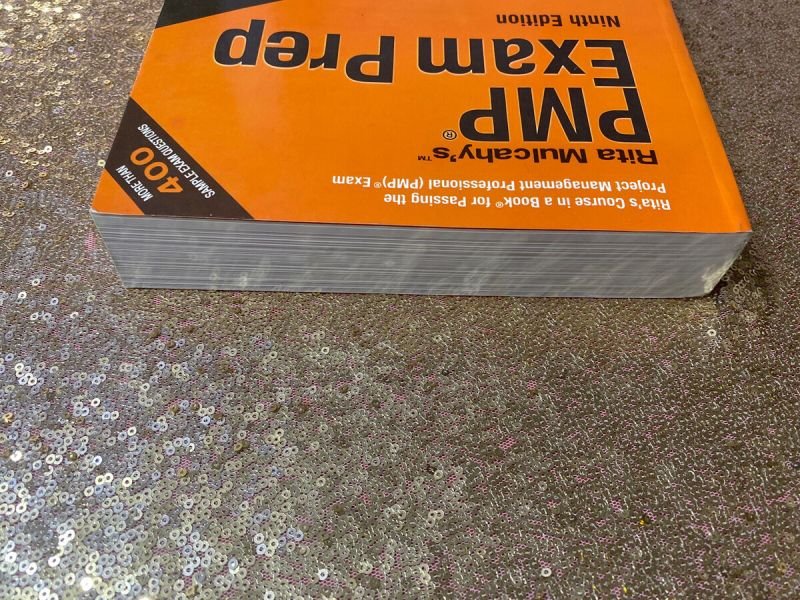 Rita's Course in a Book® for Passing the
Project Management Professional (PMP)® Exam
Rita Mulcahy's™
PMP®
Exam Prep
Ninth Edition
MORE THAN
400
SAMPLE EXAM QUESTIONS